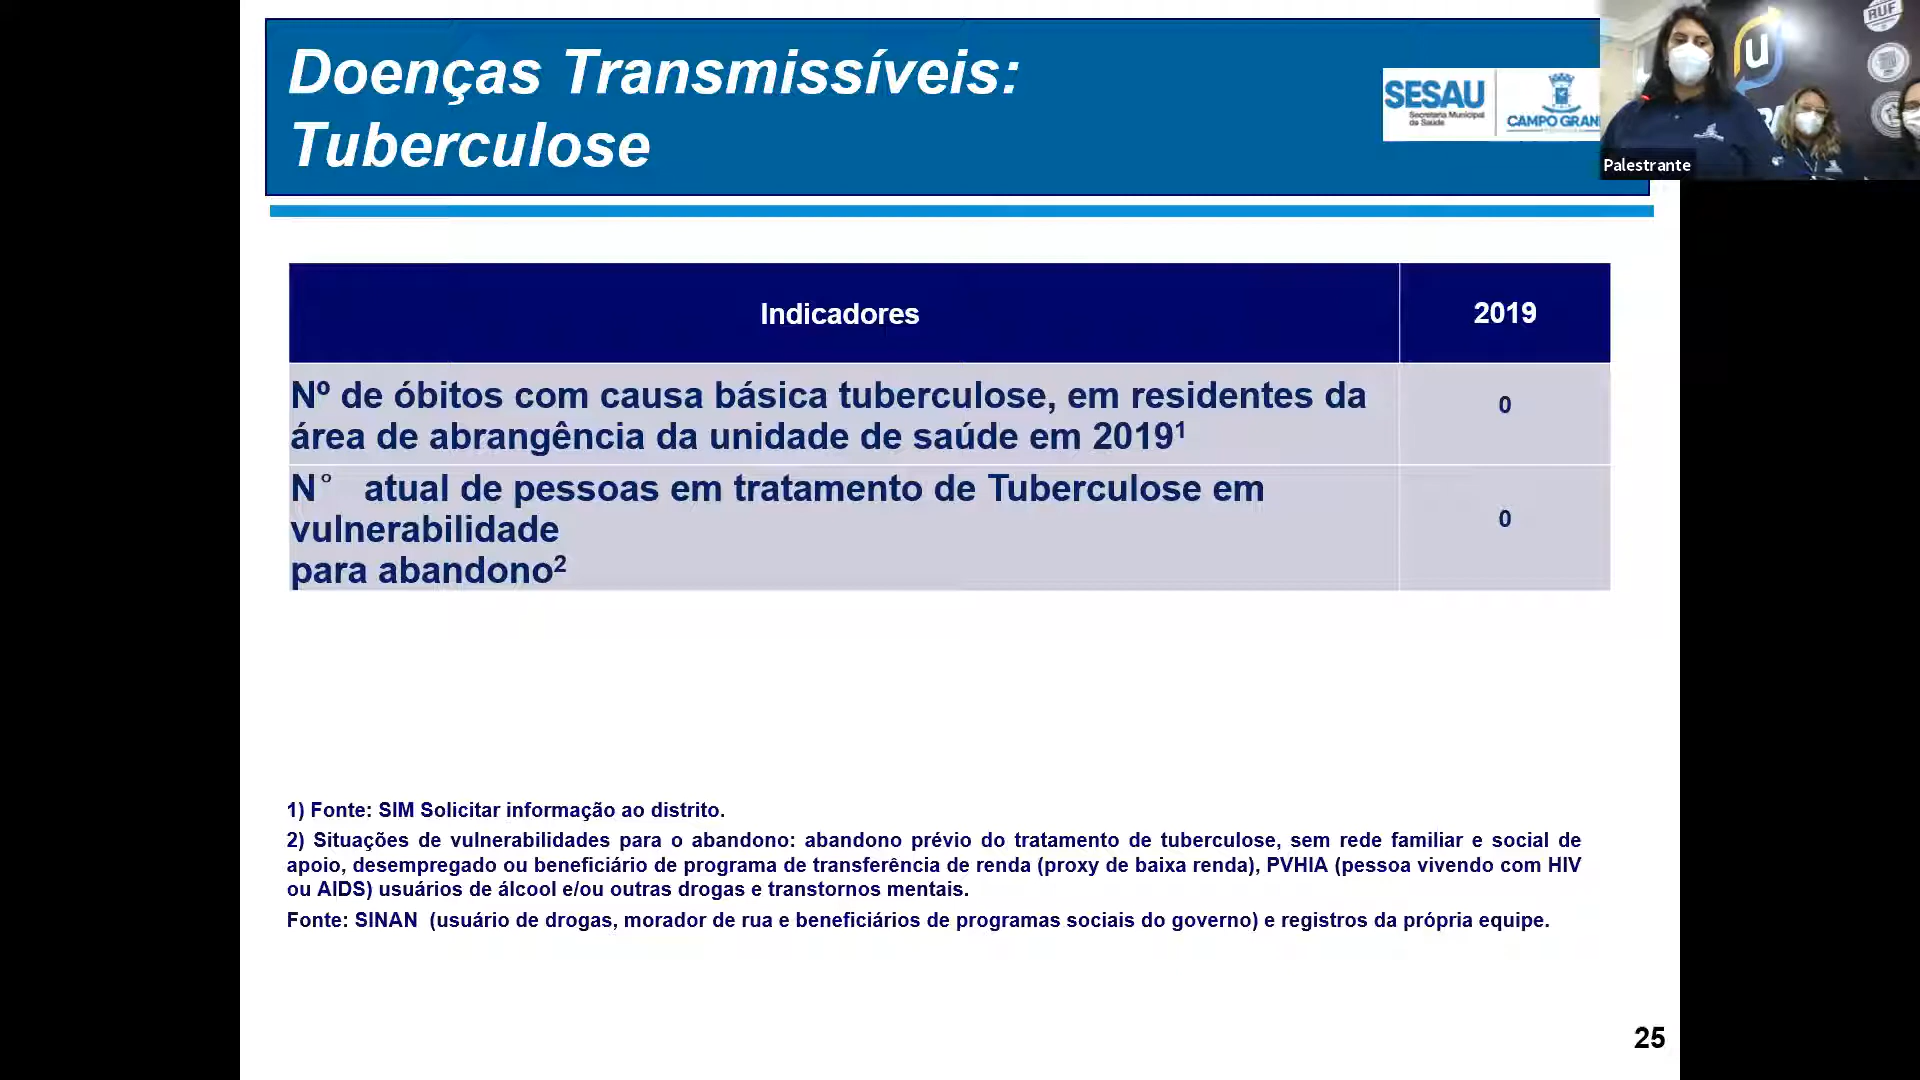 Doenças Transmissíveis:
Tuberculose
SESAU
Secretaria Municipal
de Saúde
CAMPO GRAN
RUF
U
Palestrante
Indicadores
2019
Nº de óbitos com causa básica tuberculose, em residentes da
área de abrangência da unidade de saúde em 2019¹
0
N° atual de pessoas em tratamento de Tuberculose em
vulnerabilidade
para abandono²
0
1) Fonte: SIM Solicitar informação ao distrito.
2) Situações de vulnerabilidades para o abandono: abandono prévio do tratamento de tuberculose, sem rede familiar e social de
apoio, desempregado ou beneficiário de programa de transferência de renda (proxy de baixa renda), PVHIA (pessoa vivendo com HIV
ou AIDS) usuários de álcool e/ou outras drogas e transtornos mentais.
Fonte: SINAN (usuário de drogas, morador de rua e beneficiários de programas sociais do governo) e registros da própria equipe.
25